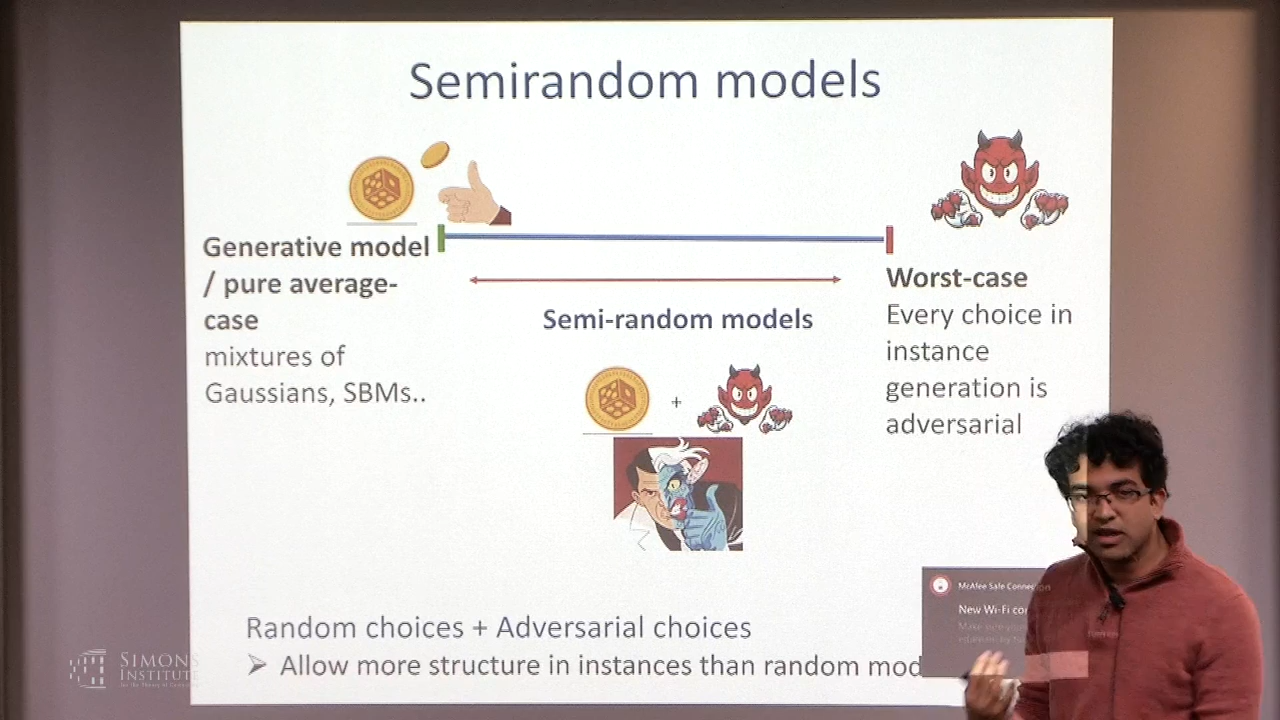 Semirandom models
Generative model
/ pure average-
case
mixtures of
Gaussians, SBMs..
Semi-random models
+
Worst-case
Every choice in
instance
generation is
adversarial
Random choices + Adversarial choices
➤ Allow more structure in instances than random mod
McAfee Safe Connection
New Wi-Fi con
SIMONS
INSTITUTE